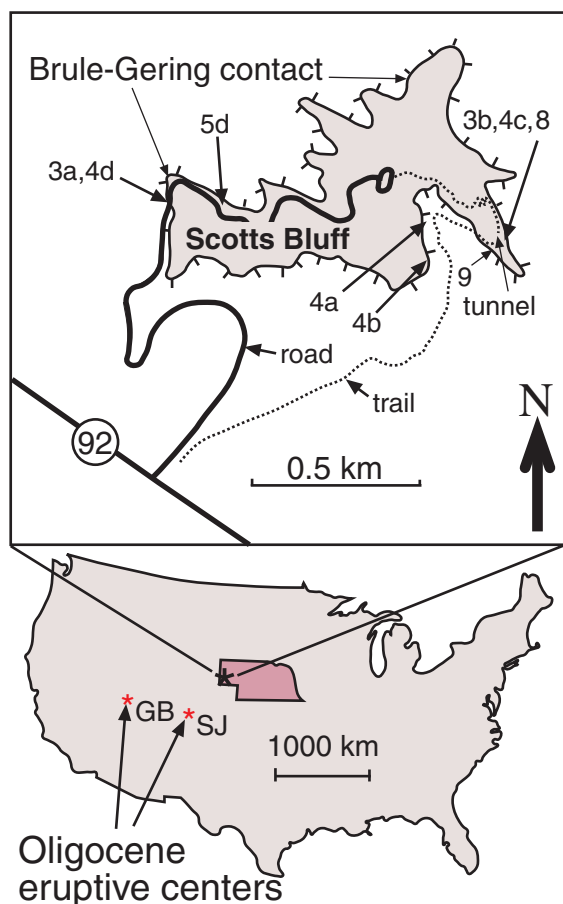 Brule-Gering contact
3b,4c,8
5d
3a,4d
Scotts Bluff
9
4a
tunnel
4b
road
trail
N
92
0.5 km
GB
SJ
1000 km
Oligocene
eruptive centers